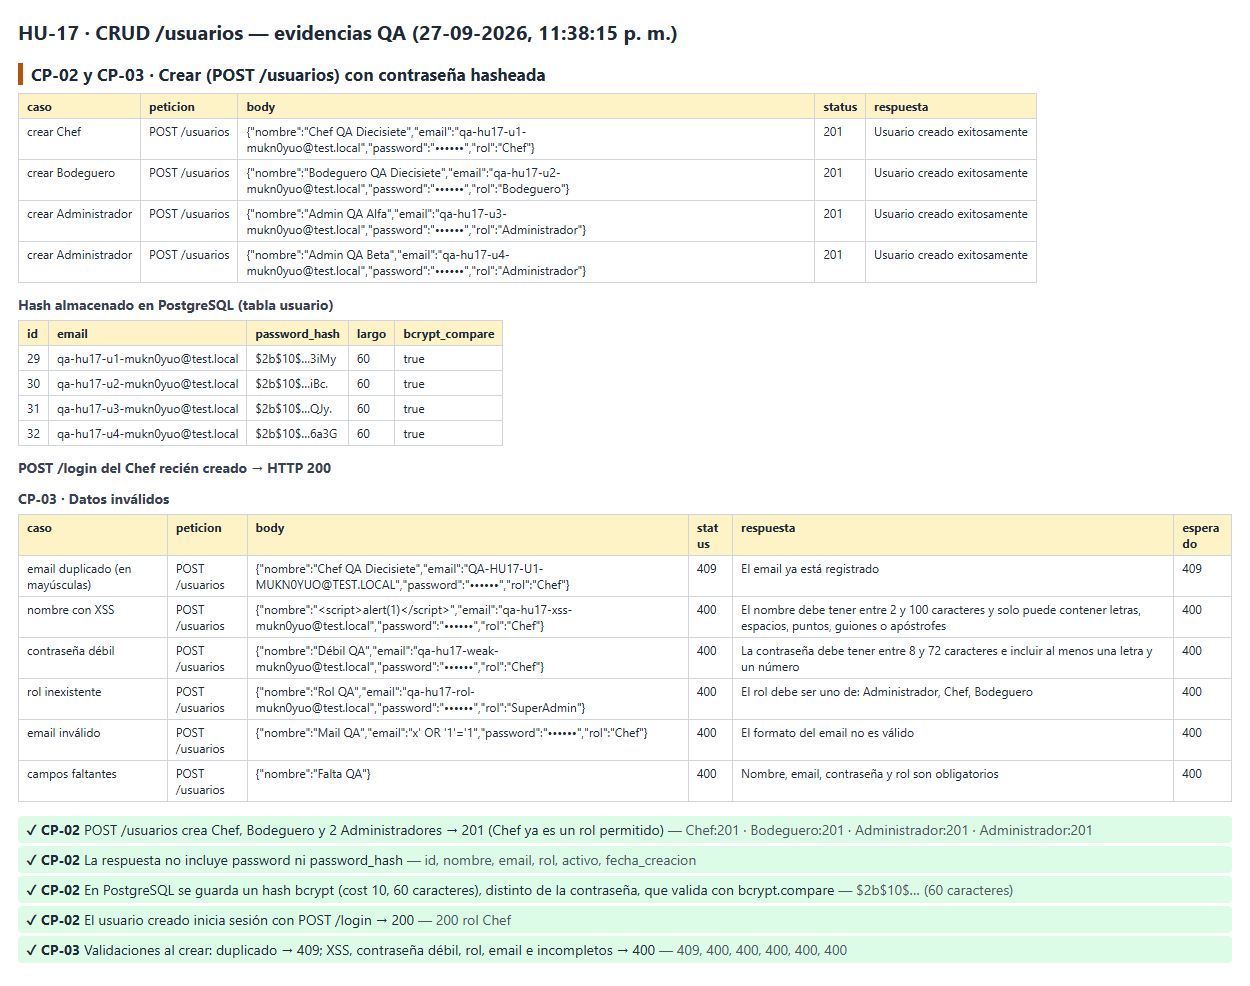 HU-17 · CRUD /usuarios — evidencias QA (27-09-2026, 11:38:15 p. m.)
CP-02 y CP-03 · Crear (POST /usuarios) con contraseña hasheada
caso peticion body status respuesta
crear Chef POST /usuarios {"nombre":"Chef QA Diecisiete","email":"qa-hu17-u1-
mukn0yuo@test.local","password":"••••••","rol":"Chef"} 201 Usuario creado exitosamente
crear Bodeguero POST /usuarios {"nombre":"Bodeguero QA Diecisiete","email":"qa-hu17-u2-
mukn0yuo@test.local","password":"••••••","rol":"Bodeguero"} 201 Usuario creado exitosamente
crear Administrador POST /usuarios {"nombre":"Admin QA Alfa","email":"qa-hu17-u3-
mukn0yuo@test.local","password":"••••••","rol":"Administrador"} 201 Usuario creado exitosamente
crear Administrador POST /usuarios {"nombre":"Admin QA Beta","email":"qa-hu17-u4-
mukn0yuo@test.local","password":"••••••","rol":"Administrador"} 201 Usuario creado exitosamente
Hash almacenado en PostgreSQL (tabla usuario)
id email password_hash largo bcrypt_compare
29 qa-hu17-u1-mukn0yuo@test.local $2b$10$…3iMy 60 true
30 qa-hu17-u2-mukn0yuo@test.local $2b$10$…iBc. 60 true
31 qa-hu17-u3-mukn0yuo@test.local $2b$10$…QJy. 60 true
32 qa-hu17-u4-mukn0yuo@test.local $2b$10$…6a3G 60 true
POST /login del Chef recién creado → HTTP 200
CP-03 · Datos inválidos
caso peticion body stat
us respuesta espera
do
email duplicado (en
mayúsculas) POST
/usuarios {"nombre":"Chef QA Diecisiete","email":"QA-HU17-U1-
MUKN0YUO@TEST.LOCAL","password":"••••••","rol":"Chef"} 409 El email ya está registrado 409
nombre con XSS POST
/usuarios {"nombre":"<script>alert(1)</script>","email":"qa-hu17-xss-
mukn0yuo@test.local","password":"••••••","rol":"Chef"} 400 El nombre debe tener entre 2 y 100 caracteres y solo puede contener letras,
espacios, puntos, guiones o apóstrofes 400
contraseña débil POST
/usuarios {"nombre":"Débil QA","email":"qa-hu17-weak-
mukn0yuo@test.local","password":"••••••","rol":"Chef"} 400 La contraseña debe tener entre 8 y 72 caracteres e incluir al menos una letra y
un número 400
rol inexistente POST
/usuarios {"nombre":"Rol QA","email":"qa-hu17-rol-
mukn0yuo@test.local","password":"••••••","rol":"SuperAdmin"} 400 El rol debe ser uno de: Administrador, Chef, Bodeguero 400
email inválido POST
/usuarios {"nombre":"Mail QA","email":"x' OR '1'='1","password":"••••••","rol":"Chef"} 400 El formato del email no es válido 400
campos faltantes POST
/usuarios {"nombre":"Falta QA"} 400 Nombre, email, contraseña y rol son obligatorios 400
✓ CP-02 POST /usuarios crea Chef, Bodeguero y 2 Administradores → 201 (Chef ya es un rol permitido) — Chef:201 · Bodeguero:201 · Administrador:201 · Administrador:201
✓ CP-02 La respuesta no incluye password ni password_hash — id, nombre, email, rol, activo, fecha_creacion
✓ CP-02 En PostgreSQL se guarda un hash bcrypt (cost 10, 60 caracteres), distinto de la contraseña, que valida con bcrypt.compare — $2b$10$… (60 caracteres)
✓ CP-02 El usuario creado inicia sesión con POST /login → 200 — 200 rol Chef
✓ CP-03 Validaciones al crear: duplicado → 409; XSS, contraseña débil, rol, email e incompletos → 400 — 409, 400, 400, 400, 400, 400